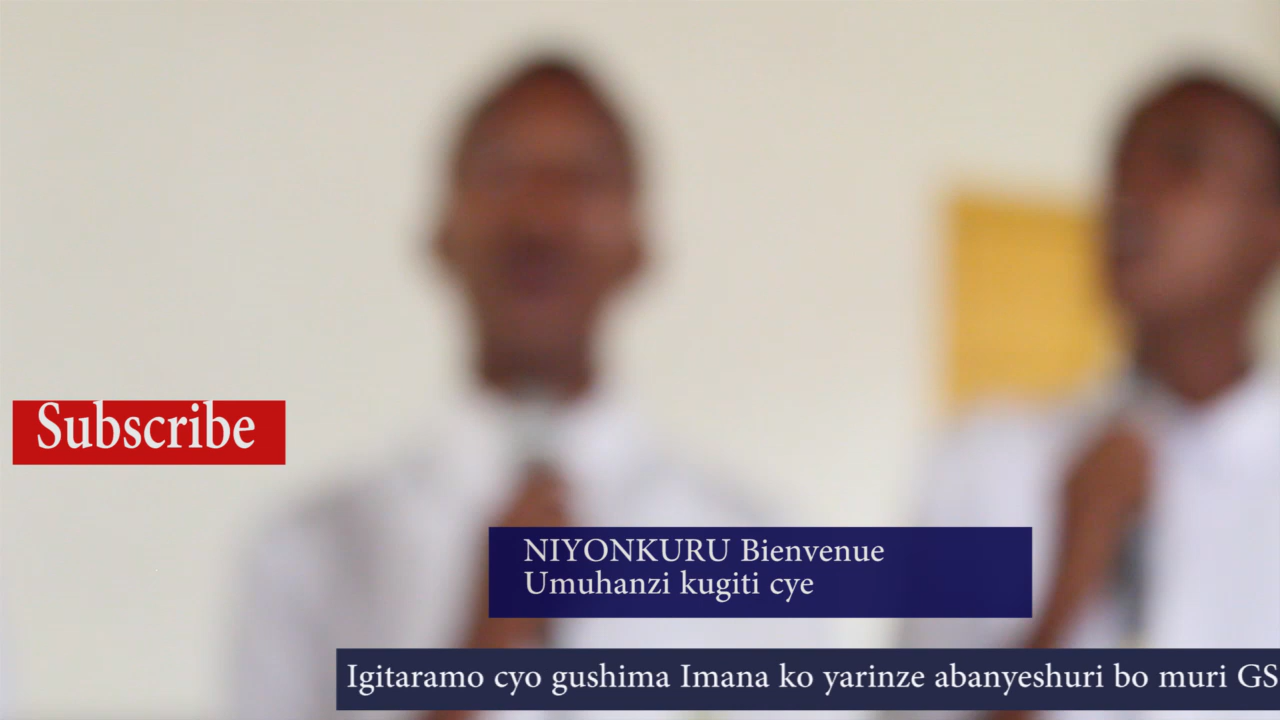 Subscribe
NIYONKURU Bienvenue
Umuhanzi kugiti cye
Igitaramo cyo gushima Imana ko yarinze abanyeshuri bo muri GS